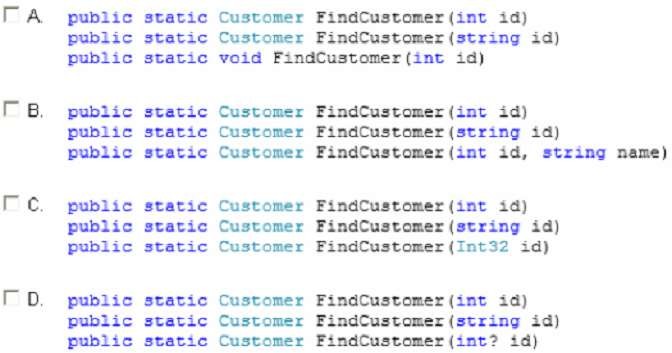 A. public static Customer FindCustomer(int id)
public static Customer FindCustomer(string id)
public static void FindCustomer(int id)
B. public static Customer FindCustomer(int id)
public static Customer FindCustomer(string id)
public static Customer FindCustomer(int id, string name)
C. public static Customer FindCustomer(int id)
public static Customer FindCustomer(string id)
public static Customer FindCustomer(Int32 id)
D. public static Customer FindCustomer(int id)
public static Customer FindCustomer(string id)
public static Customer FindCustomer(int? id)